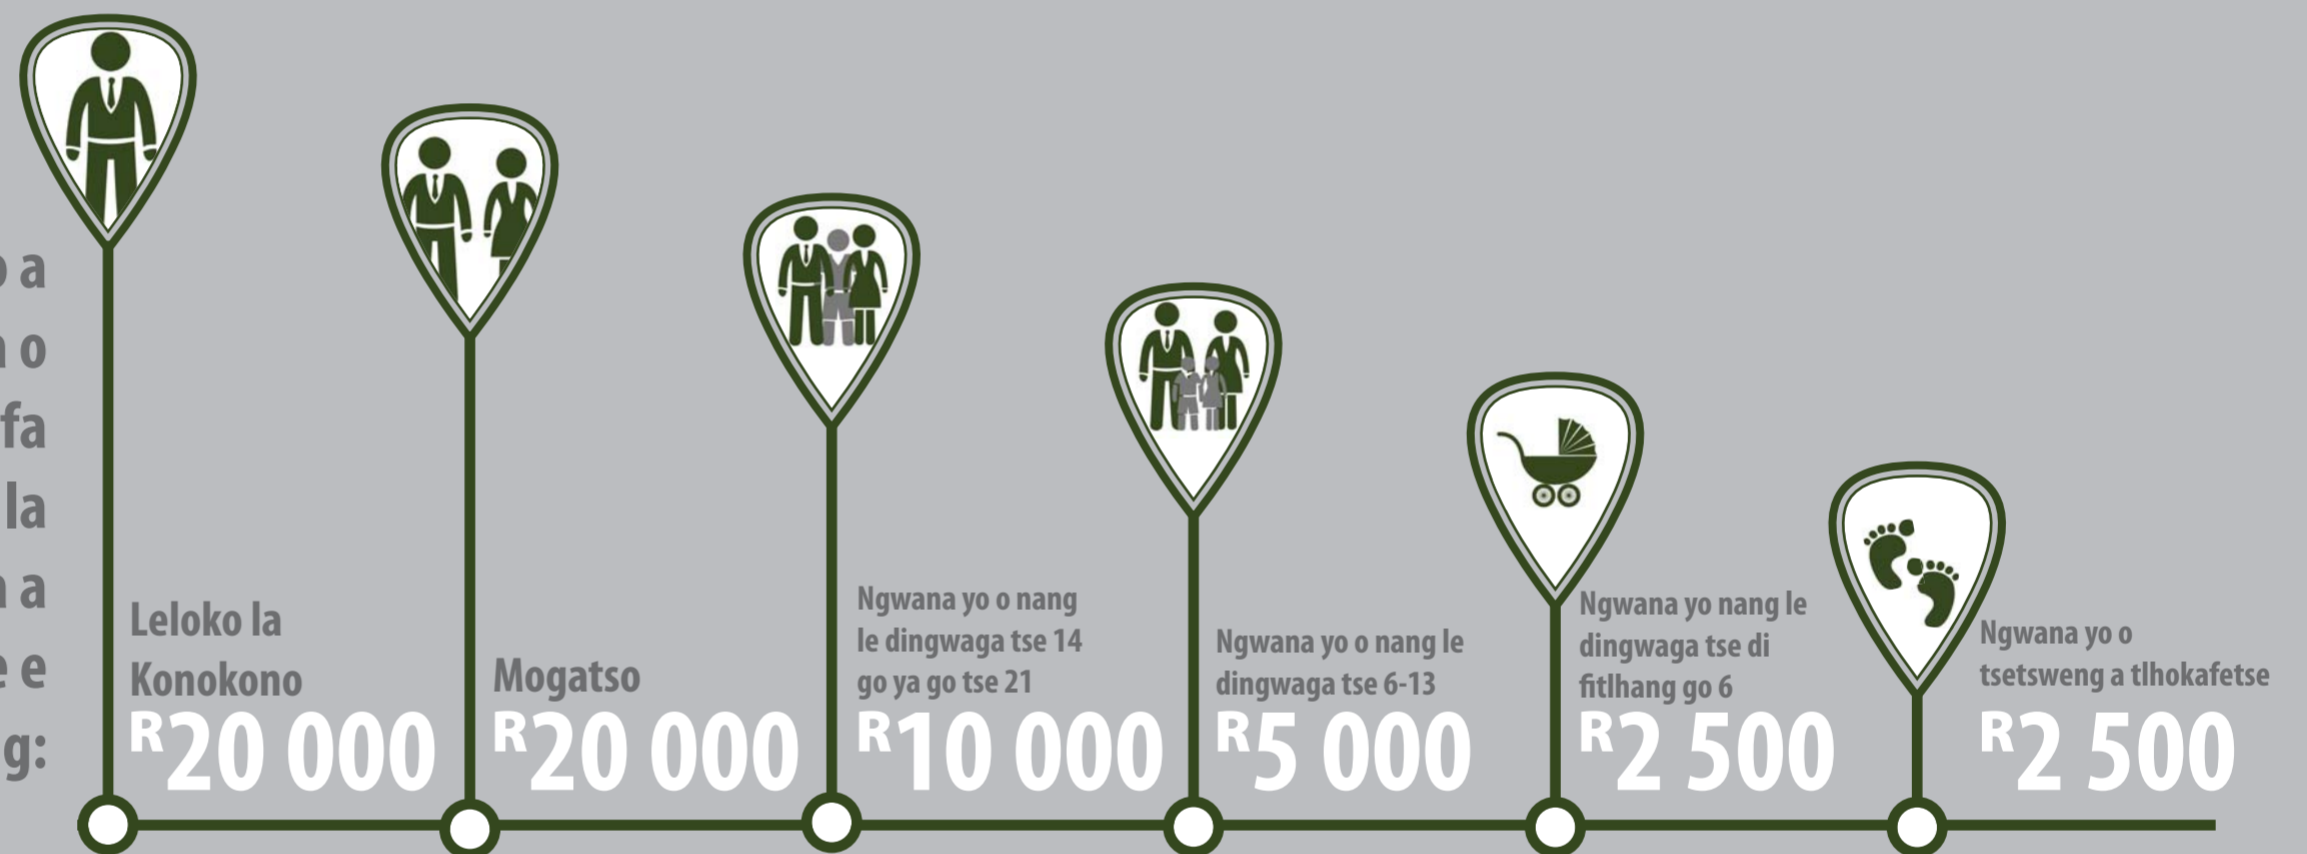 a
o
fa
la
a
e
g:
Leloko la
Konokono
R20 000
Mogatso
R20 000
Ngwana yo o nang
le dingwaga tse 14
go ya go tse 21
R10 000
Ngwana yo o nang le
dingwaga tse 6-13
R5 000
Ngwana yo nang le
dingwaga tse di
fitlhang go 6
R2 500
Ngwana yo o
tsetsweng a tlhokafetse
R2 500